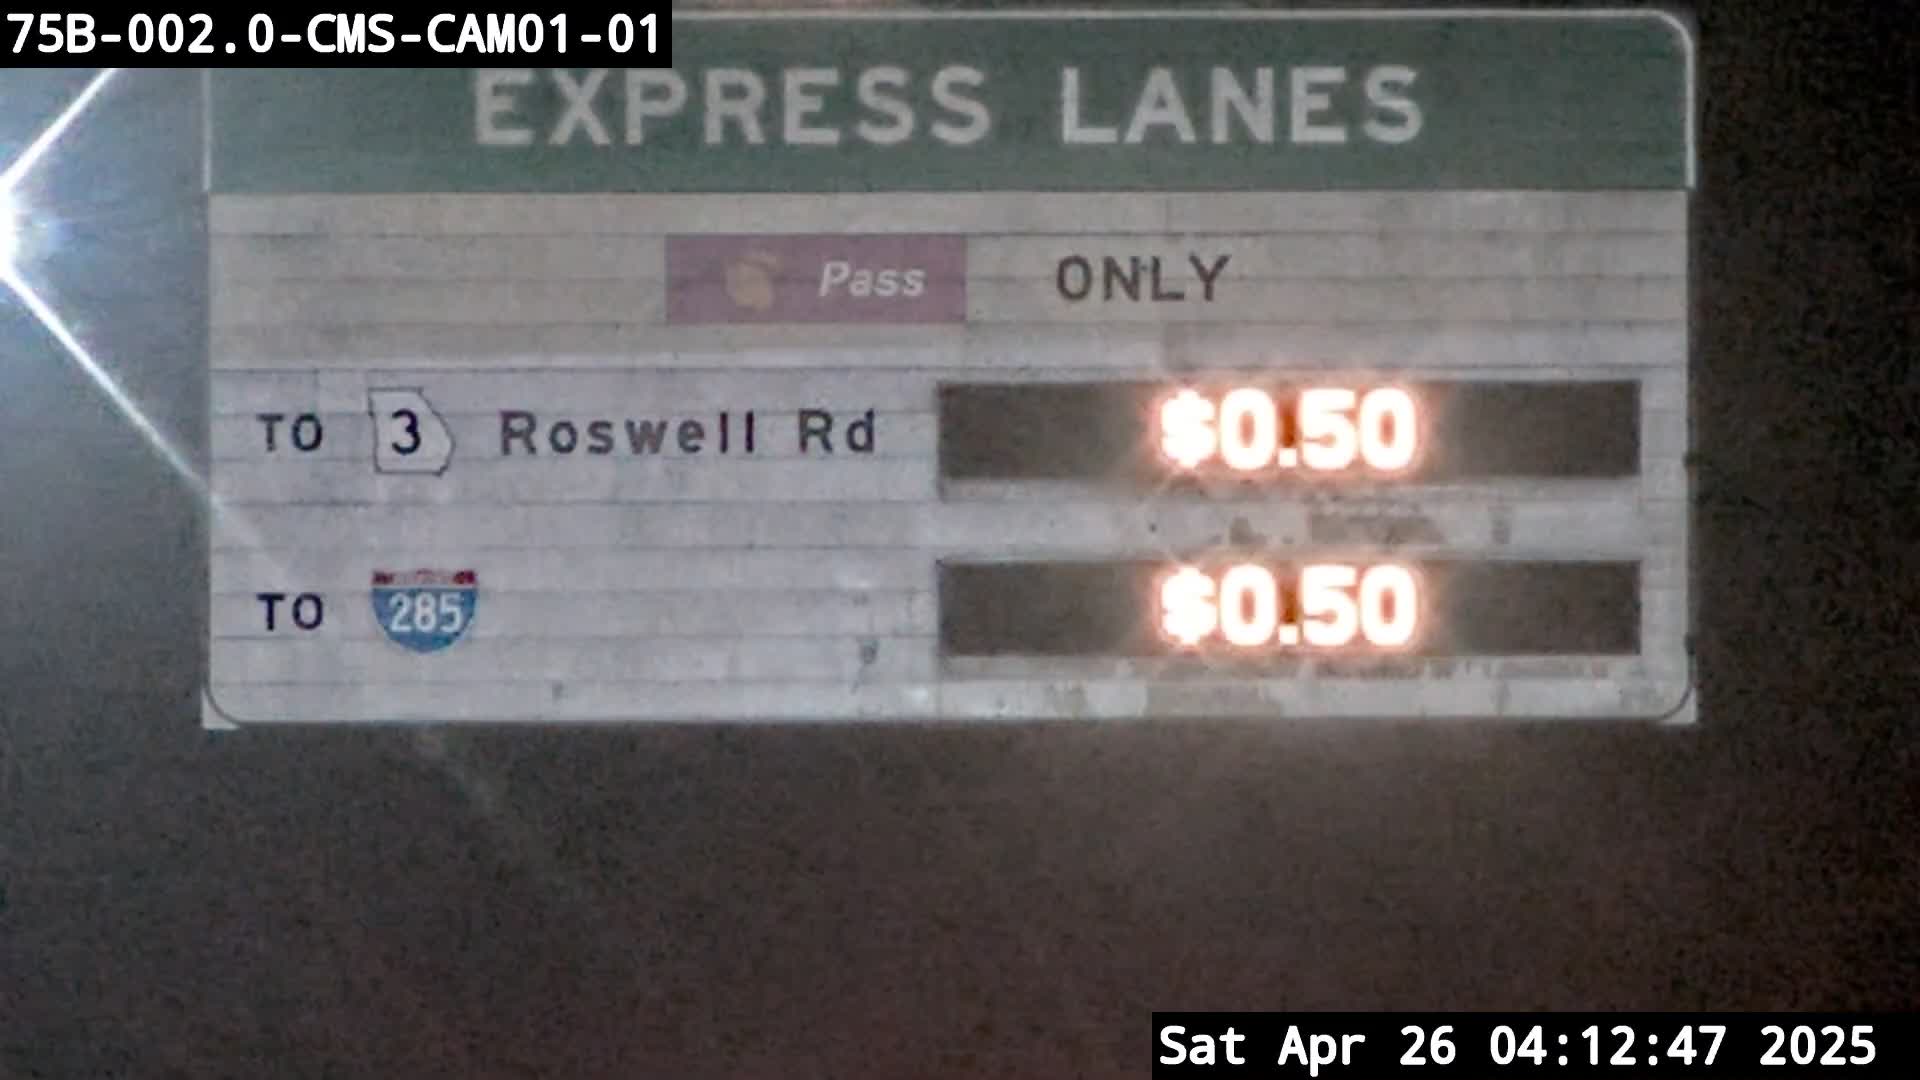 75B-002.0-CMS-CAM01-01
EXPRESS LANES
Pass ONLY
TO 3 Roswell Rd $0.50
TO 285 $0.50
Sat Apr 26 04:12:47 2025